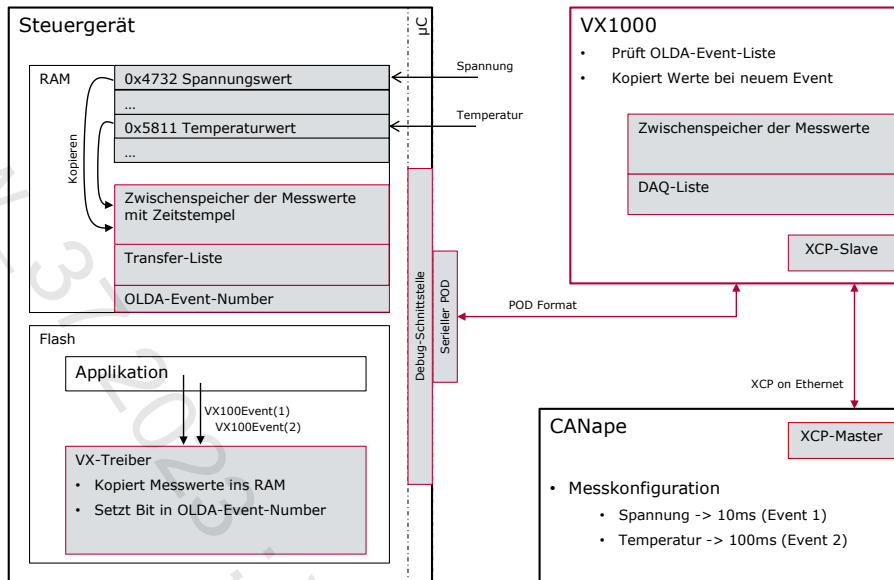 Steuergerät
µC
RAM
0x4732 Spannungswert
...
0x5811 Temperaturwert
...
Kopieren
Zwischenspeicher der Messwerte
mit Zeitstempel
Transfer-Liste
OLDA-Event-Number
Spannung
Temperatur
Flash
Applikation
VX100Event(1)
VX100Event(2)
VX-Treiber
• Kopiert Messwerte ins RAM
• Setzt Bit in OLDA-Event-Number
Debug-Schnittstelle
Serieller POD
POD Format
VX1000
• Prüft OLDA-Event-Liste
• Kopiert Werte bei neuem Event
Zwischenspeicher der Messwerte
DAQ-Liste
XCP-Slave
XCP on Ethernet
CANape
XCP-Master
• Messkonfiguration
• Spannung -> 10ms (Event 1)
• Temperatur -> 100ms (Event 2)
37 2023